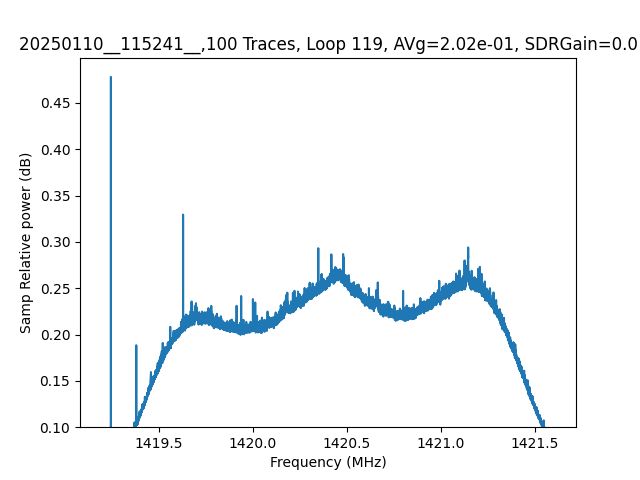 20250110__115241__,100 Traces, Loop 119, AVg=2.02e-01, SDRGain=0.0
Samp Relative power (dB)
0.45
0.40
0.35
0.30
0.25
0.20
0.15
0.10
1419.5 1420.0 1420.5 1421.0 1421.5
Frequency (MHz)